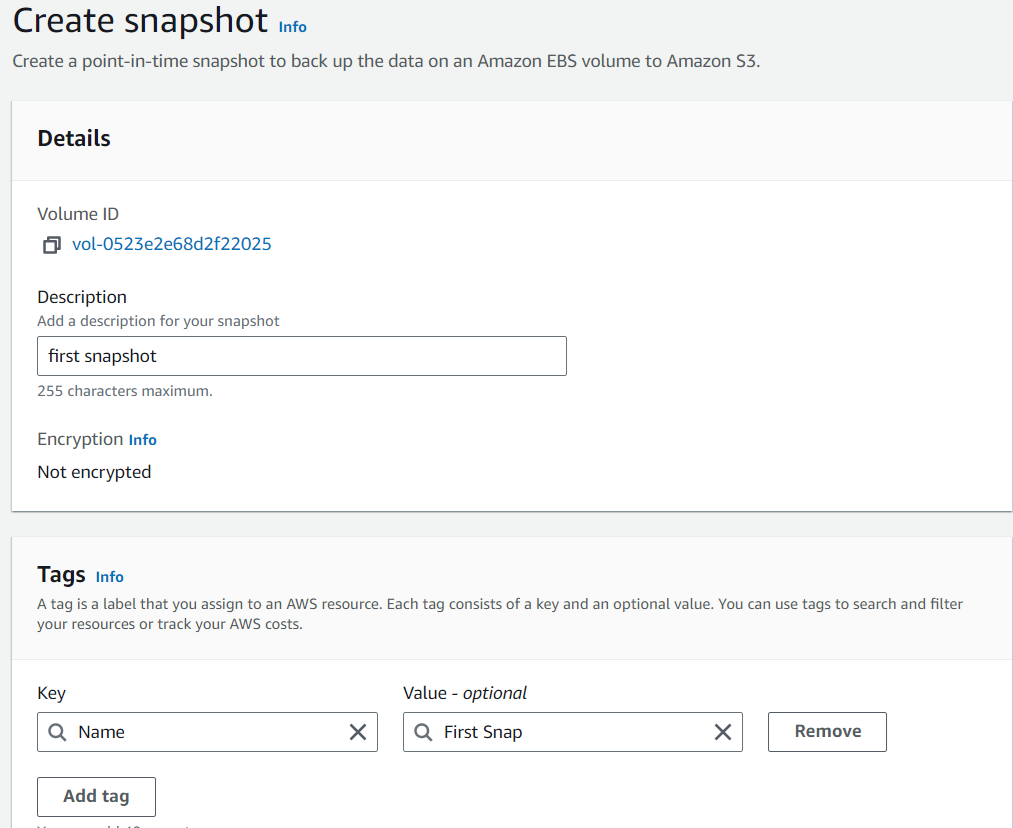 Create snapshot Info
Create a point-in-time snapshot to back up the data on an Amazon EBS volume to Amazon S3.
Details
Volume ID
vol-0523e2e68d2f22025
Description
Add a description for your snapshot
first snapshot
255 characters maximum.
Encryption Info
Not encrypted
Tags Info
A tag is a label that you assign to an AWS resource. Each tag consists of a key and an optional value. You can use tags to search and filter
your resources or track your AWS costs.
Key
Value - optional
Name
First Snap
Remove
Add tag